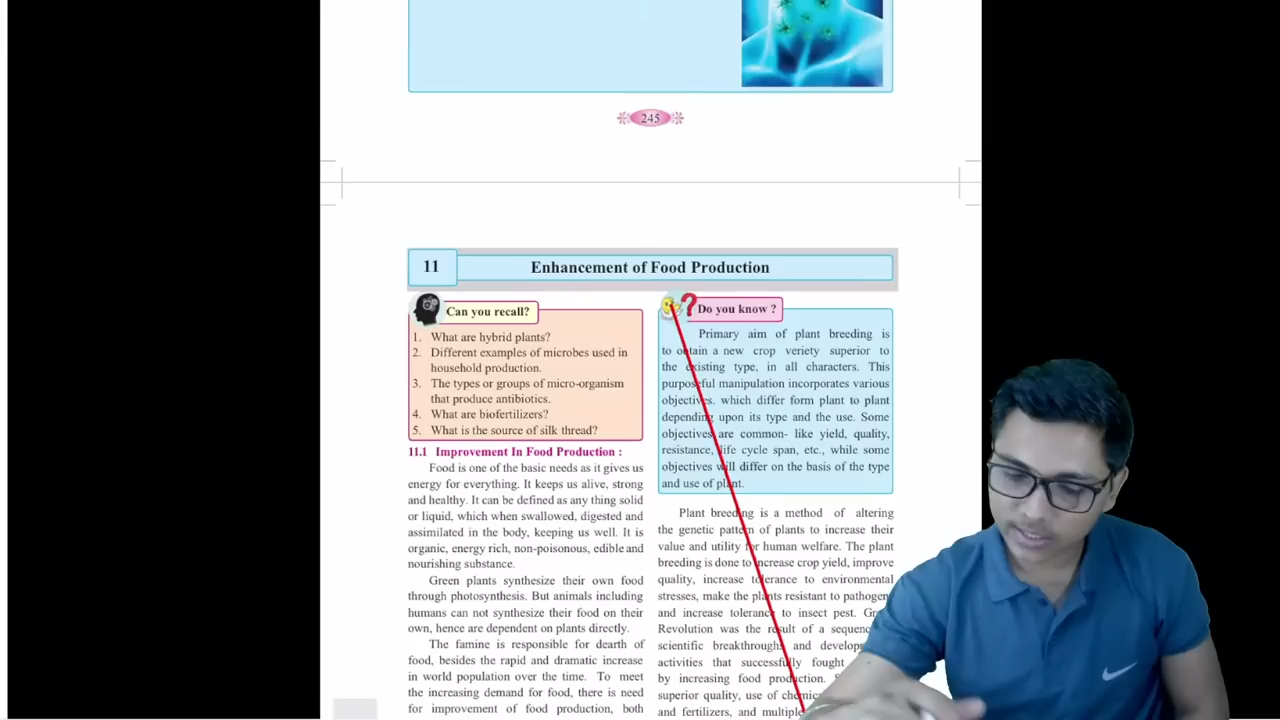 245
11
Enhancement of Food Production
Can you recall?
1. What are hybrid plants?
2. Different examples of microbes used in
household production.
3. The types or groups of micro-organism
that produce antibiotics.
4. What are biofertilizers?
5. What is the source of silk thread?
11.1 Improvement In Food Production :
Food is one of the basic needs as it gives us
energy for everything. It keeps us alive, strong
and healthy. It can be defined as any thing solid
or liquid, which when swallowed, digested and
assimilated in the body, keeping us well. It is
organic, energy rich, non-poisonous, edible and
nourishing substance.
Green plants synthesize their own food
through photosynthesis. But animals including
humans can not synthesize their food on their
own, hence are dependent on plants directly.
The famine is responsible for dearth of
food, besides the rapid and dramatic increase
in world population over the time. To meet
the increasing demand for food, there is need
for improvement of food production, both
Do you know ?
Primary aim of plant breeding is
to obtain a new crop veriety superior to
the existing type, in all characters. This
purposeful manipulation incorporates various
objectives. which differ form plant to plant
depending upon its type and the use. Some
objectives are common- like yield, quality,
resistance, life cycle span, etc., while some
objectives will differ on the basis of the type
and use of plant.
Plant breeding is a method of altering
the genetic pattern of plants to increase their
value and utility for human welfare. The plant
breeding is done to increase crop yield, improve
quality, increase tolerance to environmental
stresses, make the plants resistant to pathogen
and increase tolerance to insect pest.
Revolution was the result of a
scientific breakthroughs and
activities that successfully fought
by increasing food production.
superior quality, use of
and fertilizers, and multiple